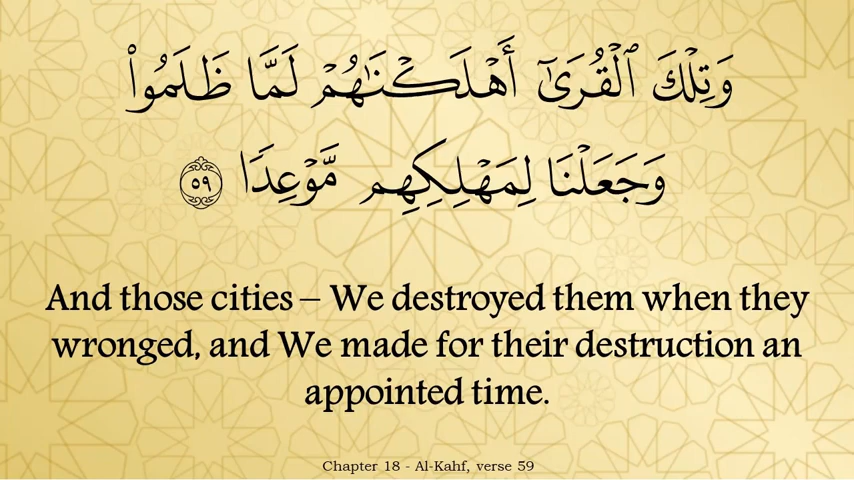 وَتِلْكَ ٱلْقُرَىٰٓ أَهْلَكْنَـٰهُمْ لَمَّا ظَلَمُوا۟
وَجَعَلْنَا لِمَهْلِكِهِم مَّوْعِدًا ٥٩
And those cities – We destroyed them when they
wronged, and We made for their destruction an
appointed time.
Chapter 18 - Al-Kahf, verse 59